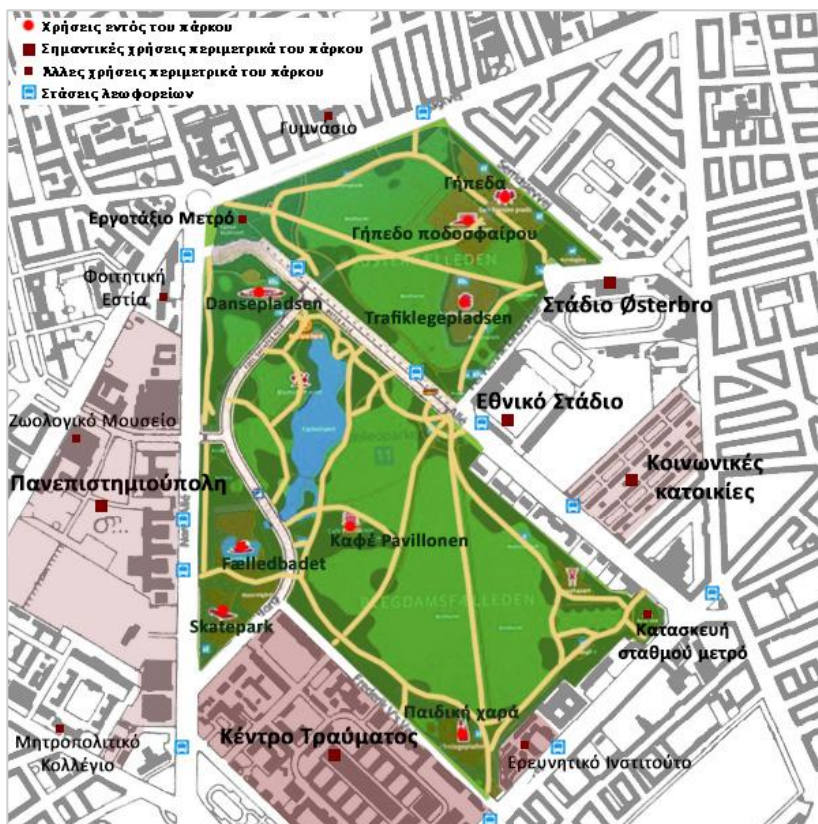 Χρήσεις εντός του πάρκου
Σημαντικές χρήσεις περιμετρικά του πάρκου
Άλλες χρήσεις περιμετρικά του πάρκου
Στάσεις λεωφορείων
Γυμνάσιο
Γήπεδα
Εργοτάξιο Μετρό
Γήπεδο ποδοσφαίρου
Φοιτητική
Εστία
Dansepladsen
Trafiklegepladsen
Στάδιο Østerbro
Εθνικό Στάδιο
Ζωολογικό Μουσείο
Πανεπιστημιούπολη
Κοινωνικές
κατοικίες
Καφέ Pavillonen
Fælledbadet
BLEGDAMSFÆLLEDEN
Skatepark
Κατασκευή
σταθμού μετρό
Παιδική χαρά
Κέντρο Τραύματος
Μητροπολιτικό
Κολλέγιο
Ερευνητικό Ινστιτούτο